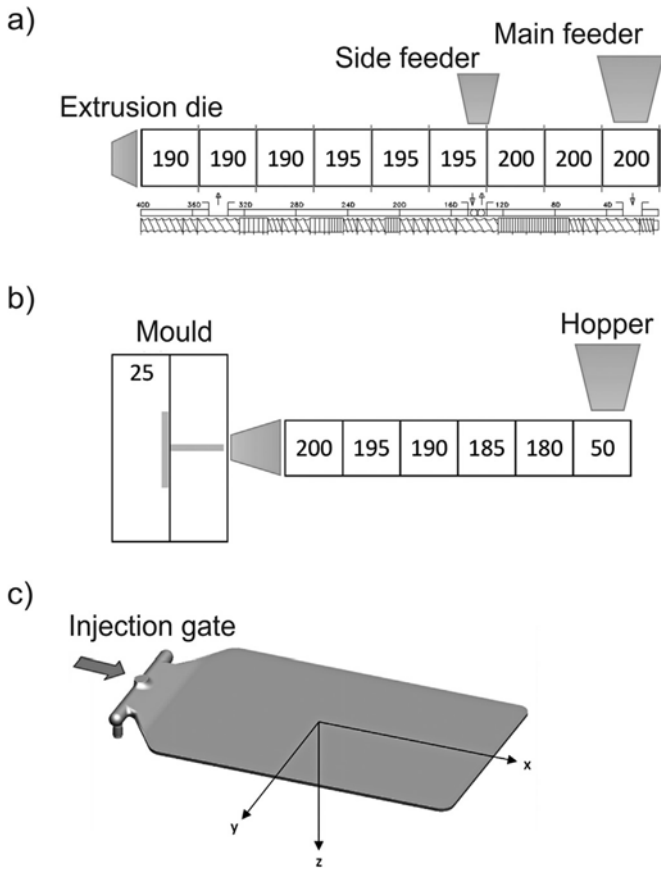 a)
Main feeder
Side feeder
Extrusion die
190 190 190 195 195 195 200 200 200
400 360 320 280 240 200 160 120 80 40
b)
Mould
Hopper
25
200 195 190 185 180 50
c)
Injection gate
x
y
z